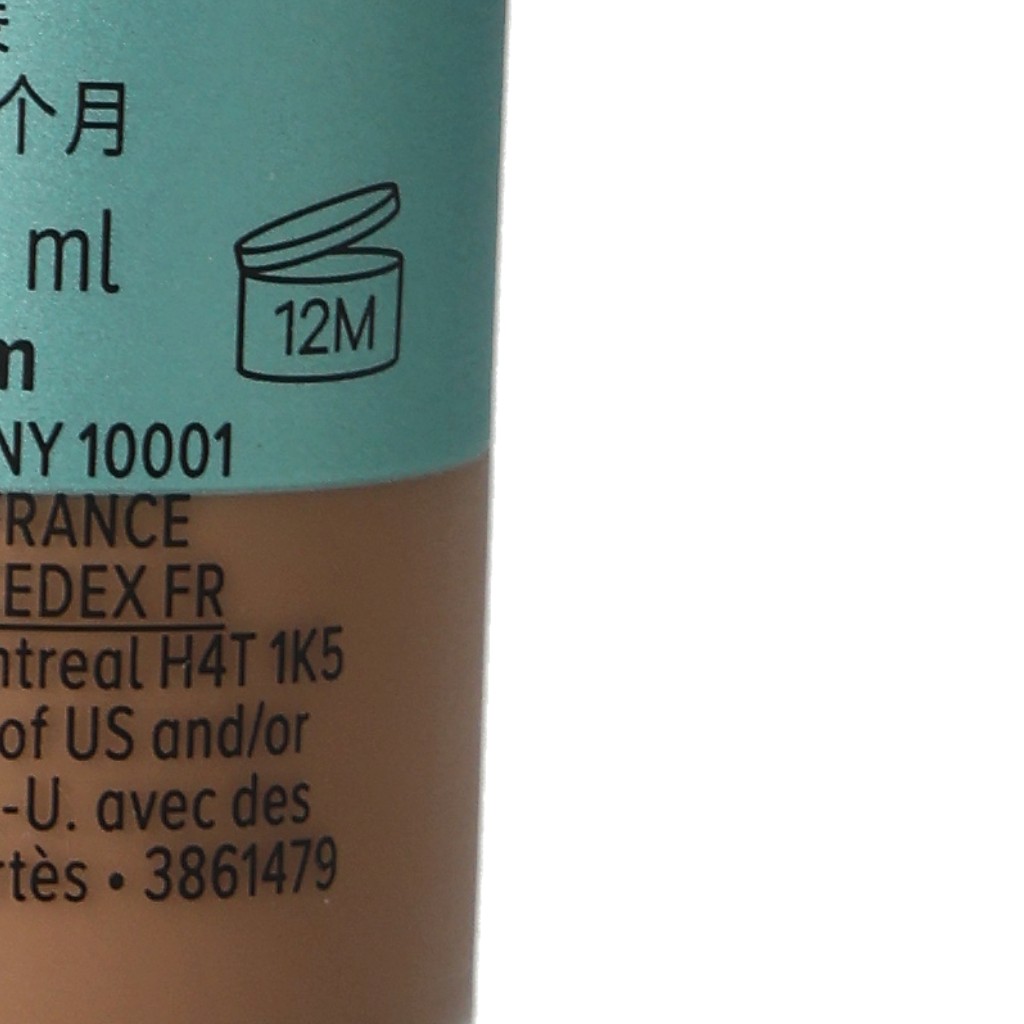 个月
ml
12M
NY 10001
FRANCE
EDEX FR
ntreal H4T 1K5
of US and/or
-U. avec des
rtès • 3861479